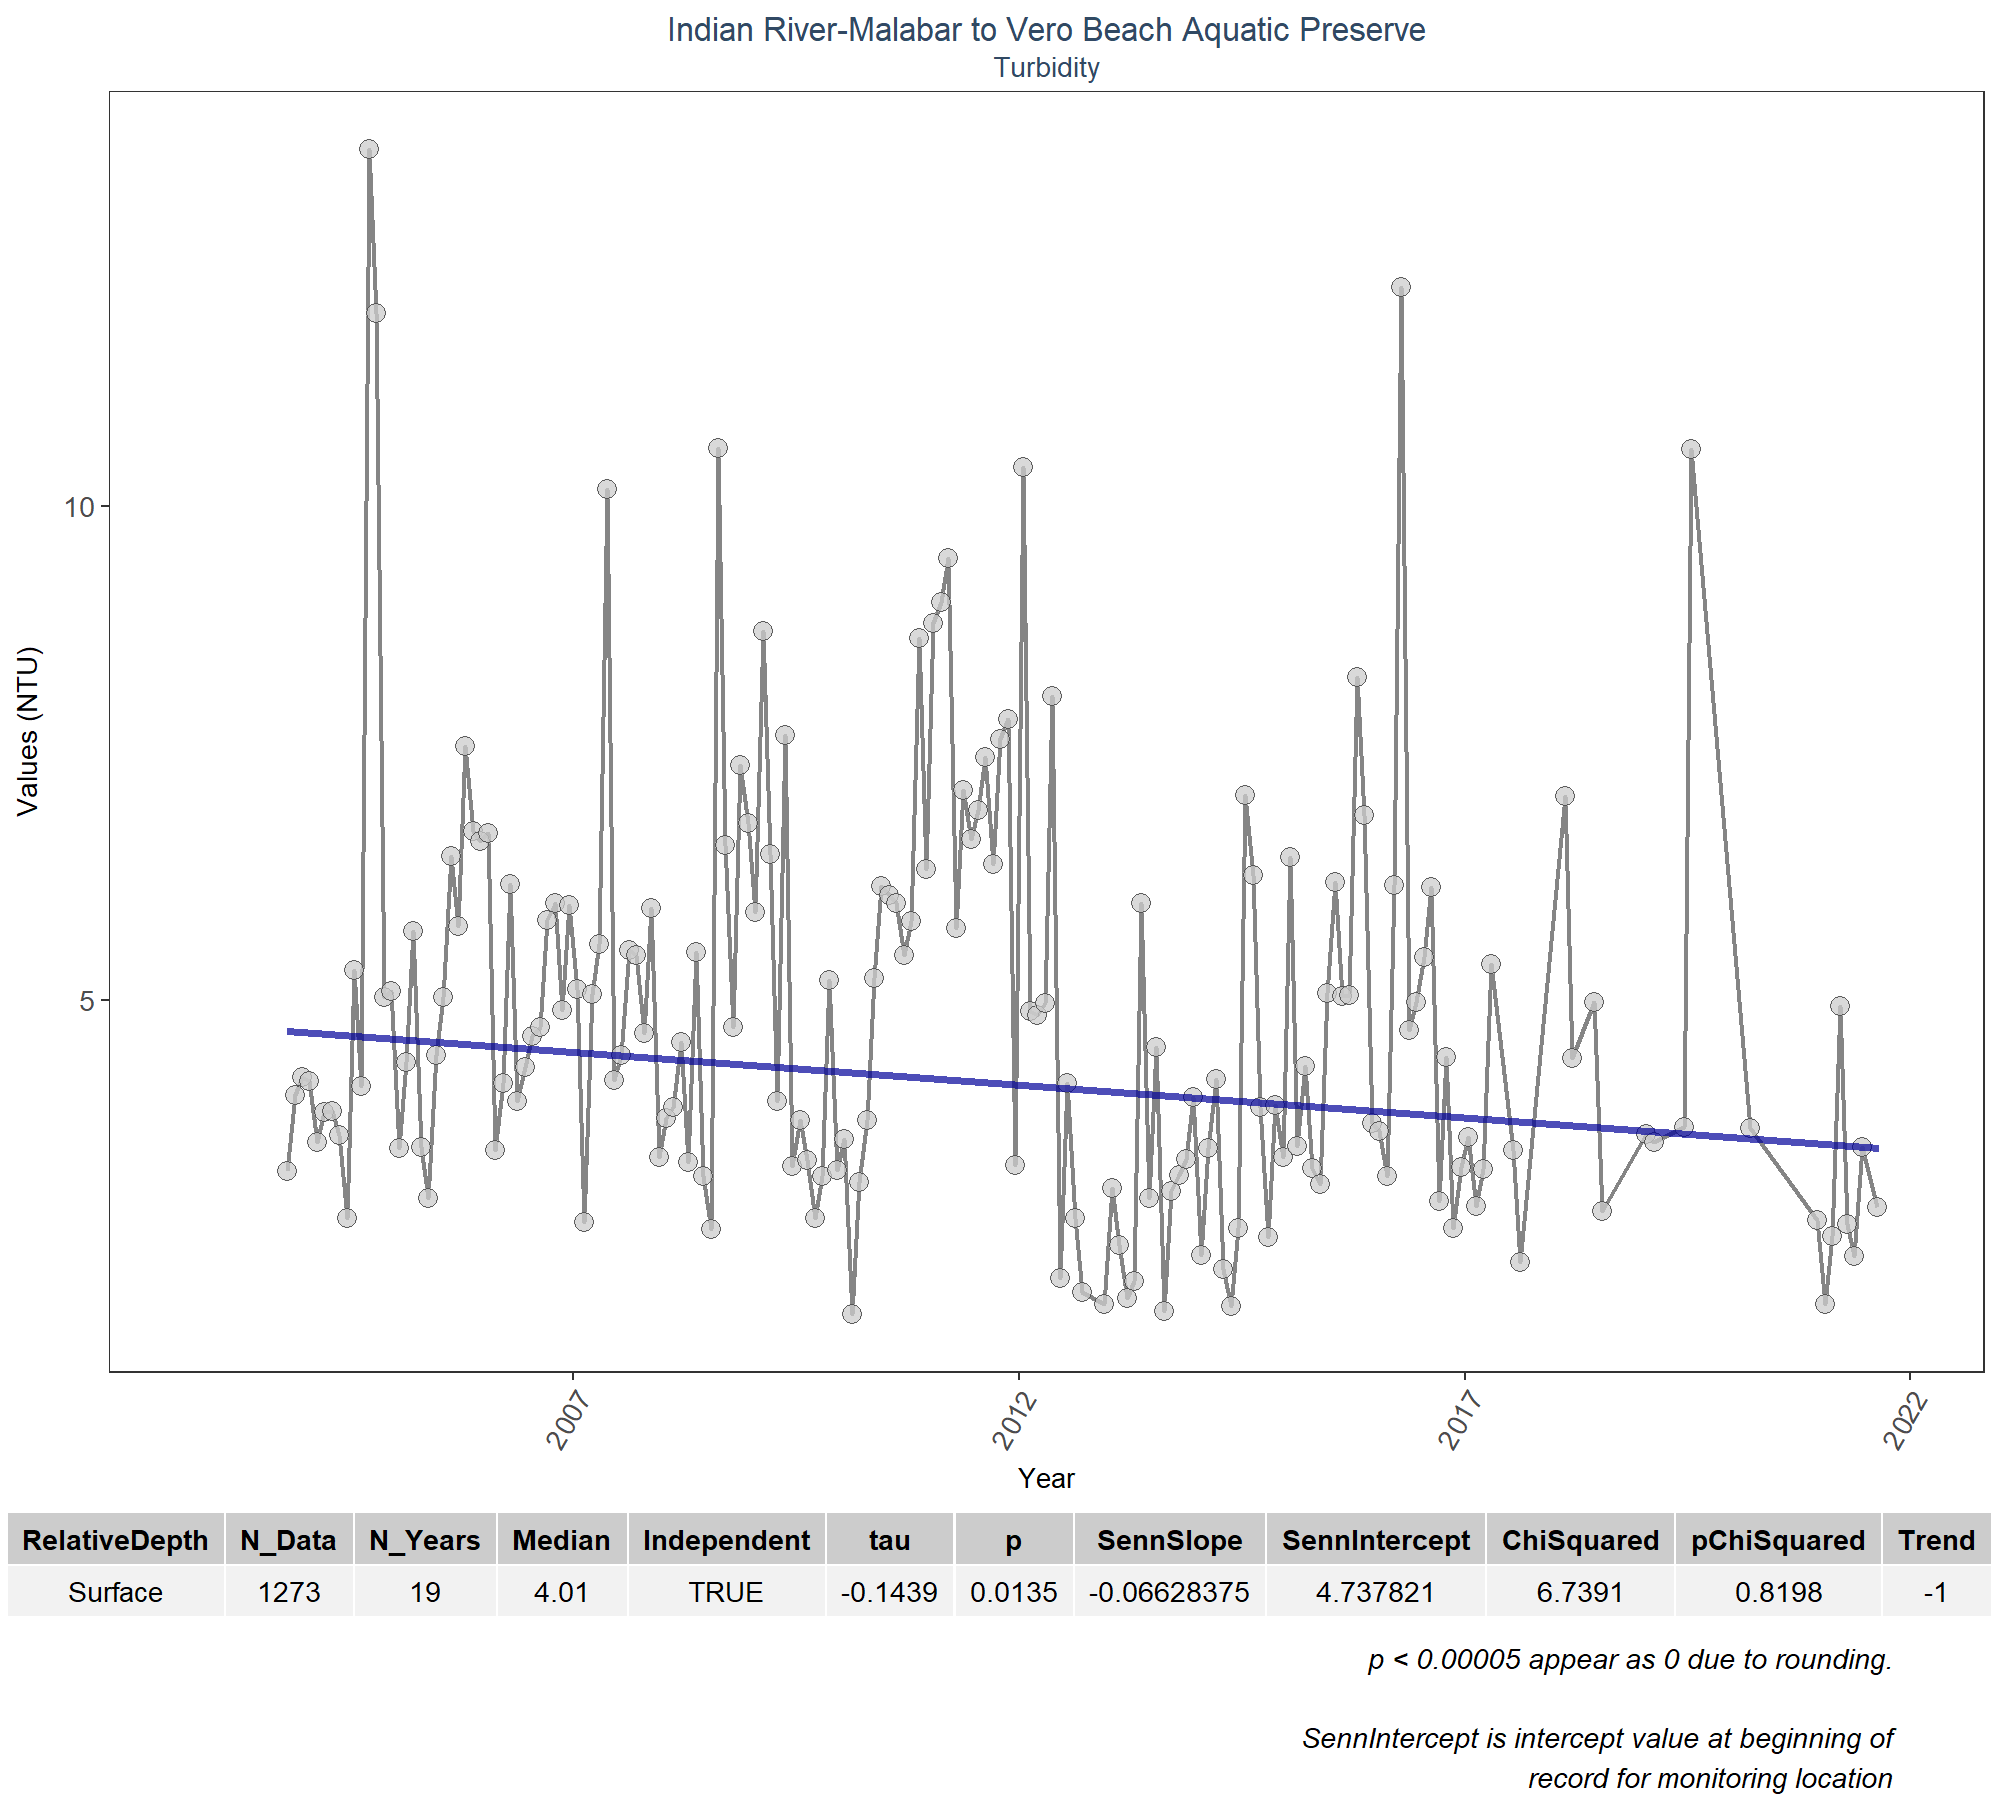 Indian River-Malabar to Vero Beach Aquatic Preserve
Turbidity
Values (NTU)
10
5
2007
2012
2017
2022
Year
RelativeDepth N_Data N_Years Median Independent tau p SennSlope SennIntercept ChiSquared pChiSquared Trend
Surface 1273 19 4.01 TRUE -0.1439 0.0135 -0.06628375 4.737821 6.7391 0.8198 -1
p < 0.00005 appear as 0 due to rounding.
SennIntercept is intercept value at beginning of
record for monitoring location